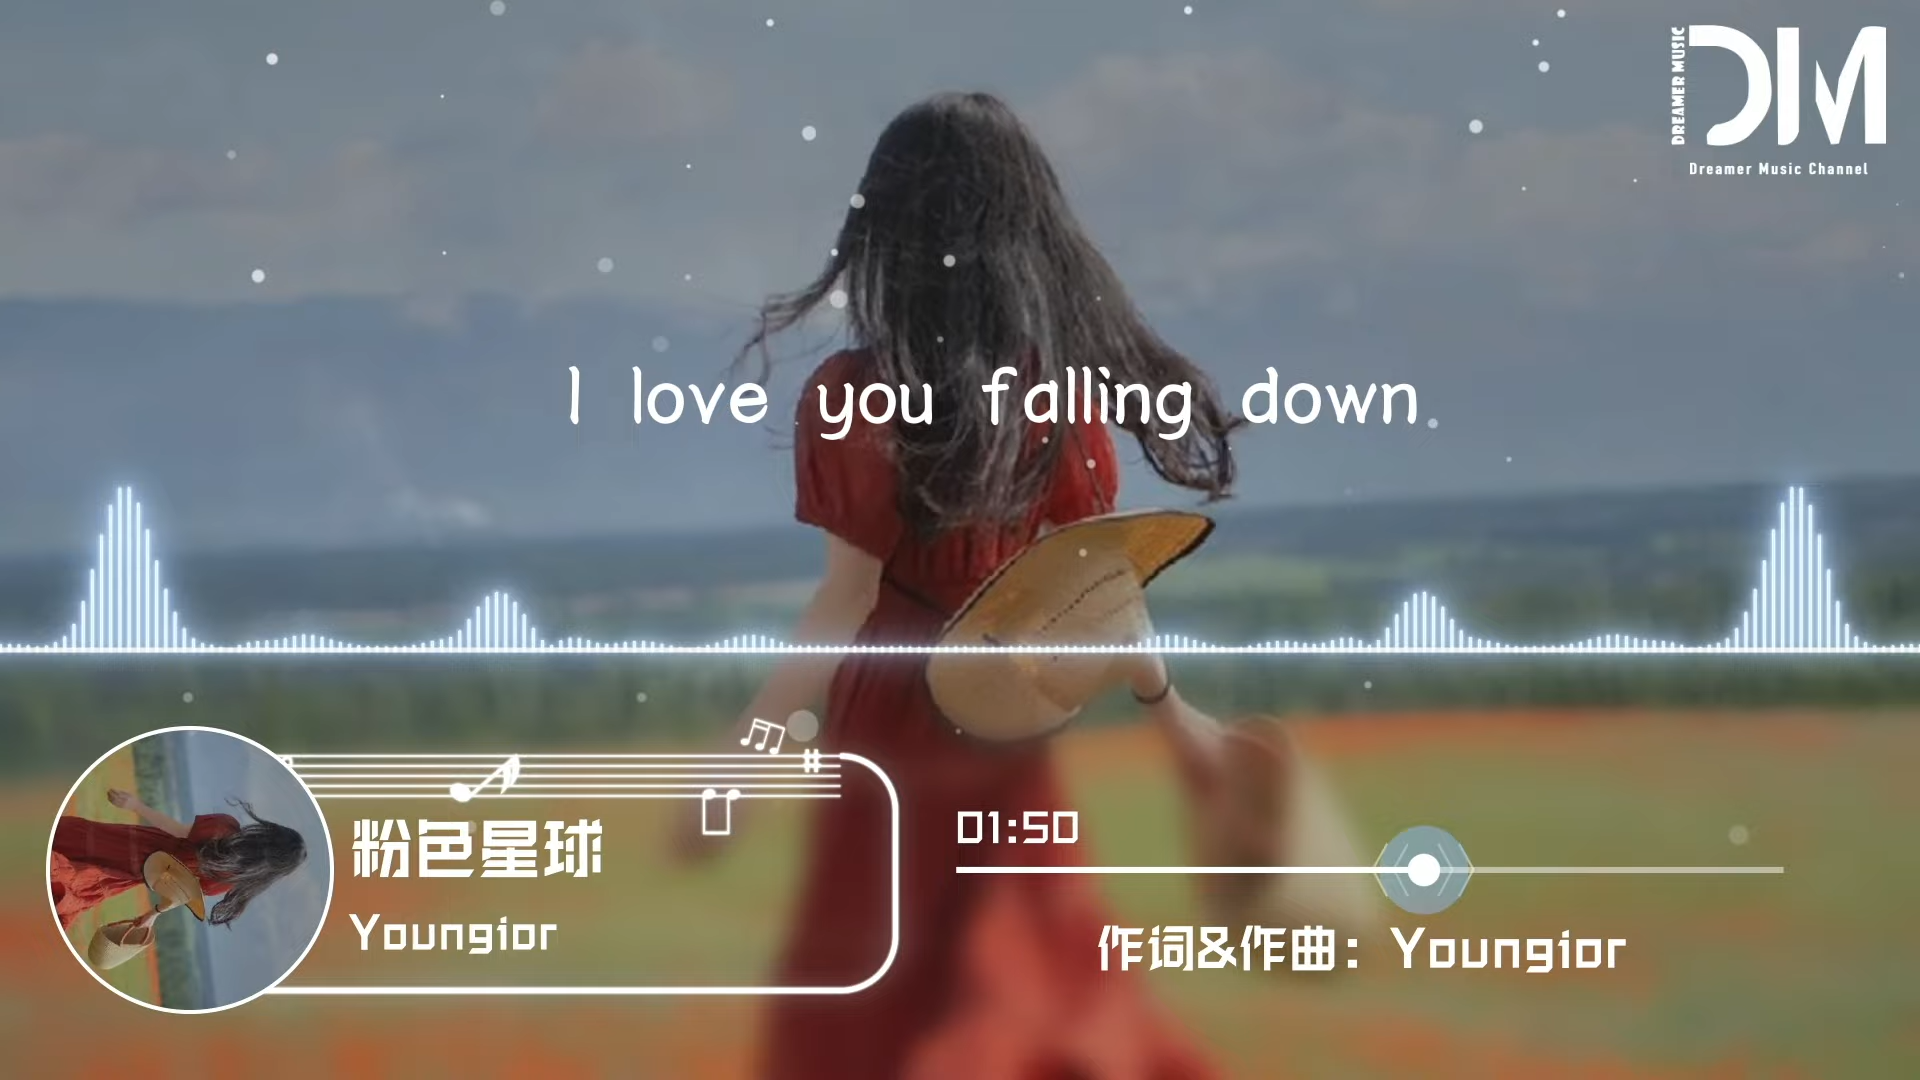 DREAMER MUSIC
DM
Dreamer Music Channel
I love you falling down
粉色星球
Youngior
01:50
作词&作曲：Youngior